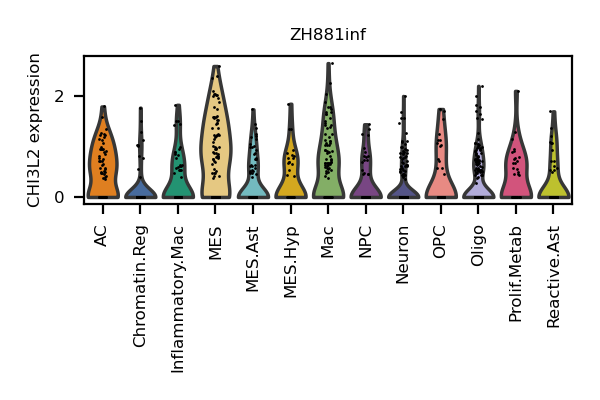 ZH881inf
CHI3L2 expression
2
0
AC
Chromatin.Reg
Inflammatory.Mac
MES
MES.Ast
MES.Hyp
Mac
NPC
Neuron
OPC
Oligo
Prolif.Metab
Reactive.Ast